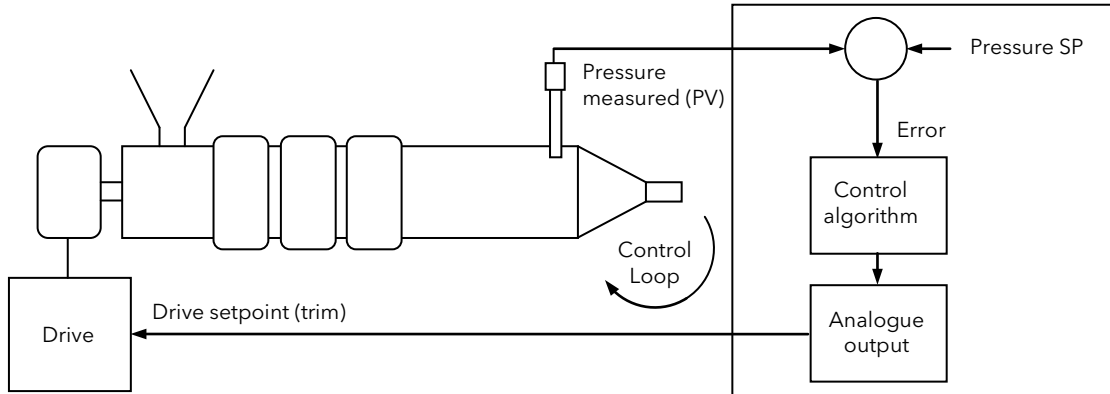 Pressure SP
Pressure
measured (PV)
Error
Control
algorithm
Control
Loop
Drive setpoint (trim)
Drive
Analogue
output